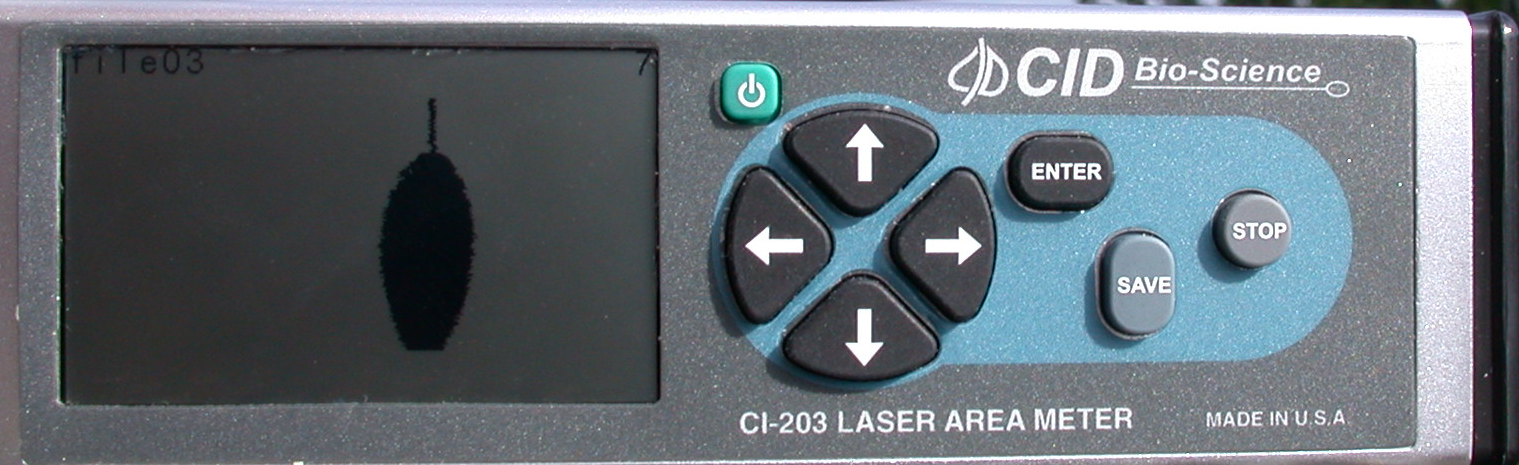 file03 7
CID Bio-Science
ENTER
STOP
SAVE
CI-203 LASER AREA METER
MADE IN U.S.A